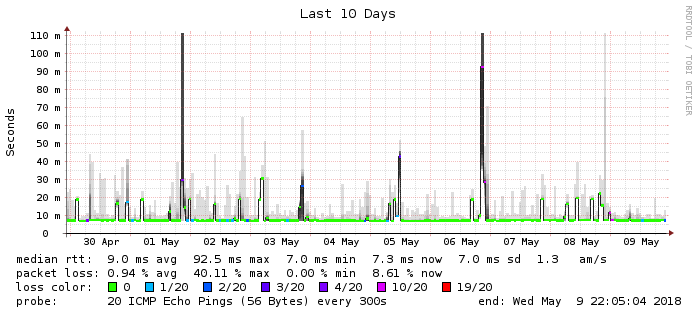 Last 10 Days
RRDTOOL / TOBI OETIKER
Seconds
110 m
100 m
90 m
80 m
70 m
60 m
50 m
40 m
30 m
20 m
10 m
0
30 Apr 01 May 02 May 03 May 04 May 05 May 06 May 07 May 08 May 09 May
median rtt: 9.0 ms avg 92.5 ms max 7.0 ms min 7.3 ms now 7.0 ms sd 1.3 am/s
packet loss: 0.94 % avg 40.11 % max 0.00 % min 8.61 % now
loss color: 0 1/20 2/20 3/20 4/20 10/20 19/20
probe: 20 ICMP Echo Pings (56 Bytes) every 300s end: Wed May 9 22:05:04 2018